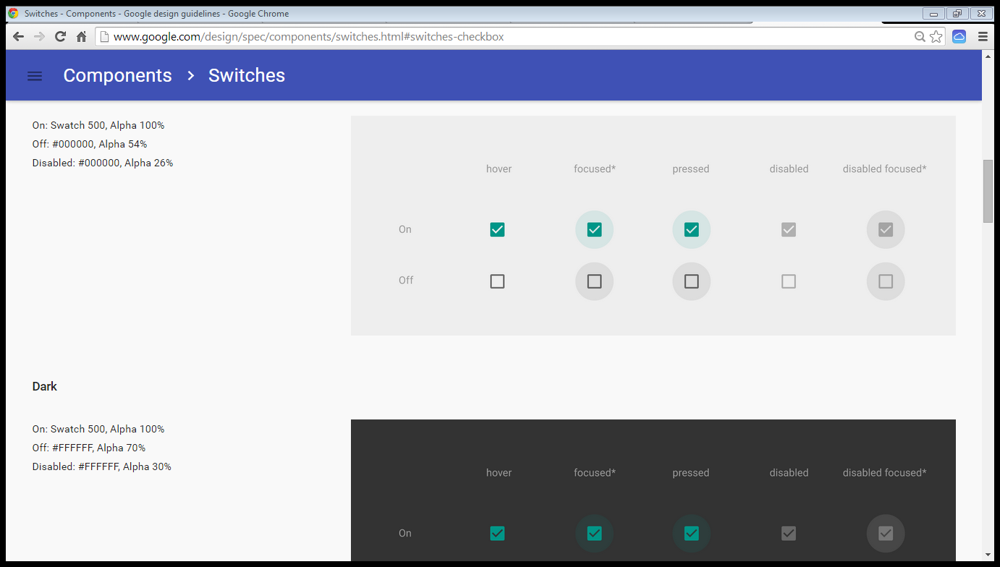 Switches - Components - Google design guidelines - Google Chrome
www.google.com/design/spec/components/switches.html#switches-checkbox
Components > Switches
On: Swatch 500, Alpha 100%
Off: #000000, Alpha 54%
Disabled: #000000, Alpha 26%
hover focused* pressed disabled disabled focused*
On
Off
Dark
On: Swatch 500, Alpha 100%
Off: #FFFFFF, Alpha 70%
Disabled: #FFFFFF, Alpha 30%
hover focused* pressed disabled disabled focused*
On